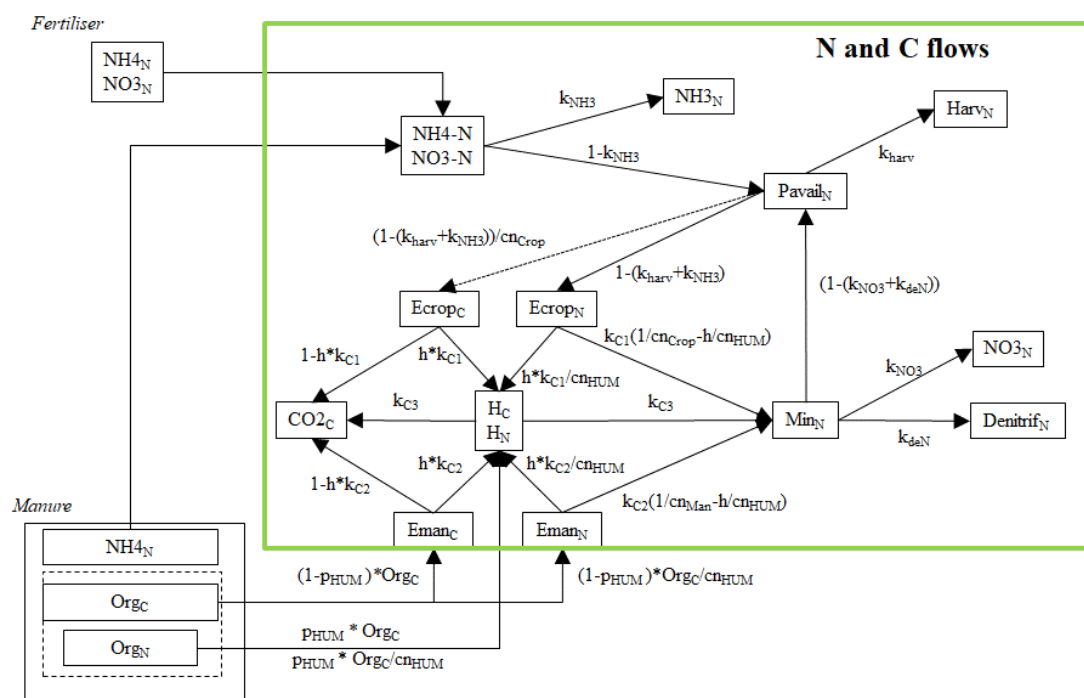 Fertiliser
N and C flows
NH4N
NO3N
NH4-N
NO3-N
kNH3
NH3N
HarvN
1-kNH3
kharv
PavailN
(1-(kharv+kNH3))/cnCrop
1-(kharv+kNH3)
(1-(kNO3+kdeN))
EcropC
EcropN
kC1(1/cnCrop-h/cnHUM)
1-h*kC1
h*kC1
h*kC1/cnHUM
kNO3
NO3N
kC3
kC3
CO2C
HC
HN
MinN
DenitrifN
kdeN
h*kC2
h*kC2/cnHUM
1-h*kC2
kC2(1/cnMan-h/cnHUM)
Manure
EmanC
EmanN
NH4N
(1-pHUM)*OrgC
(1-pHUM)*OrgC/cnHUM
OrgC
pHUM * OrgC
OrgN
pHUM * OrgC/cnHUM